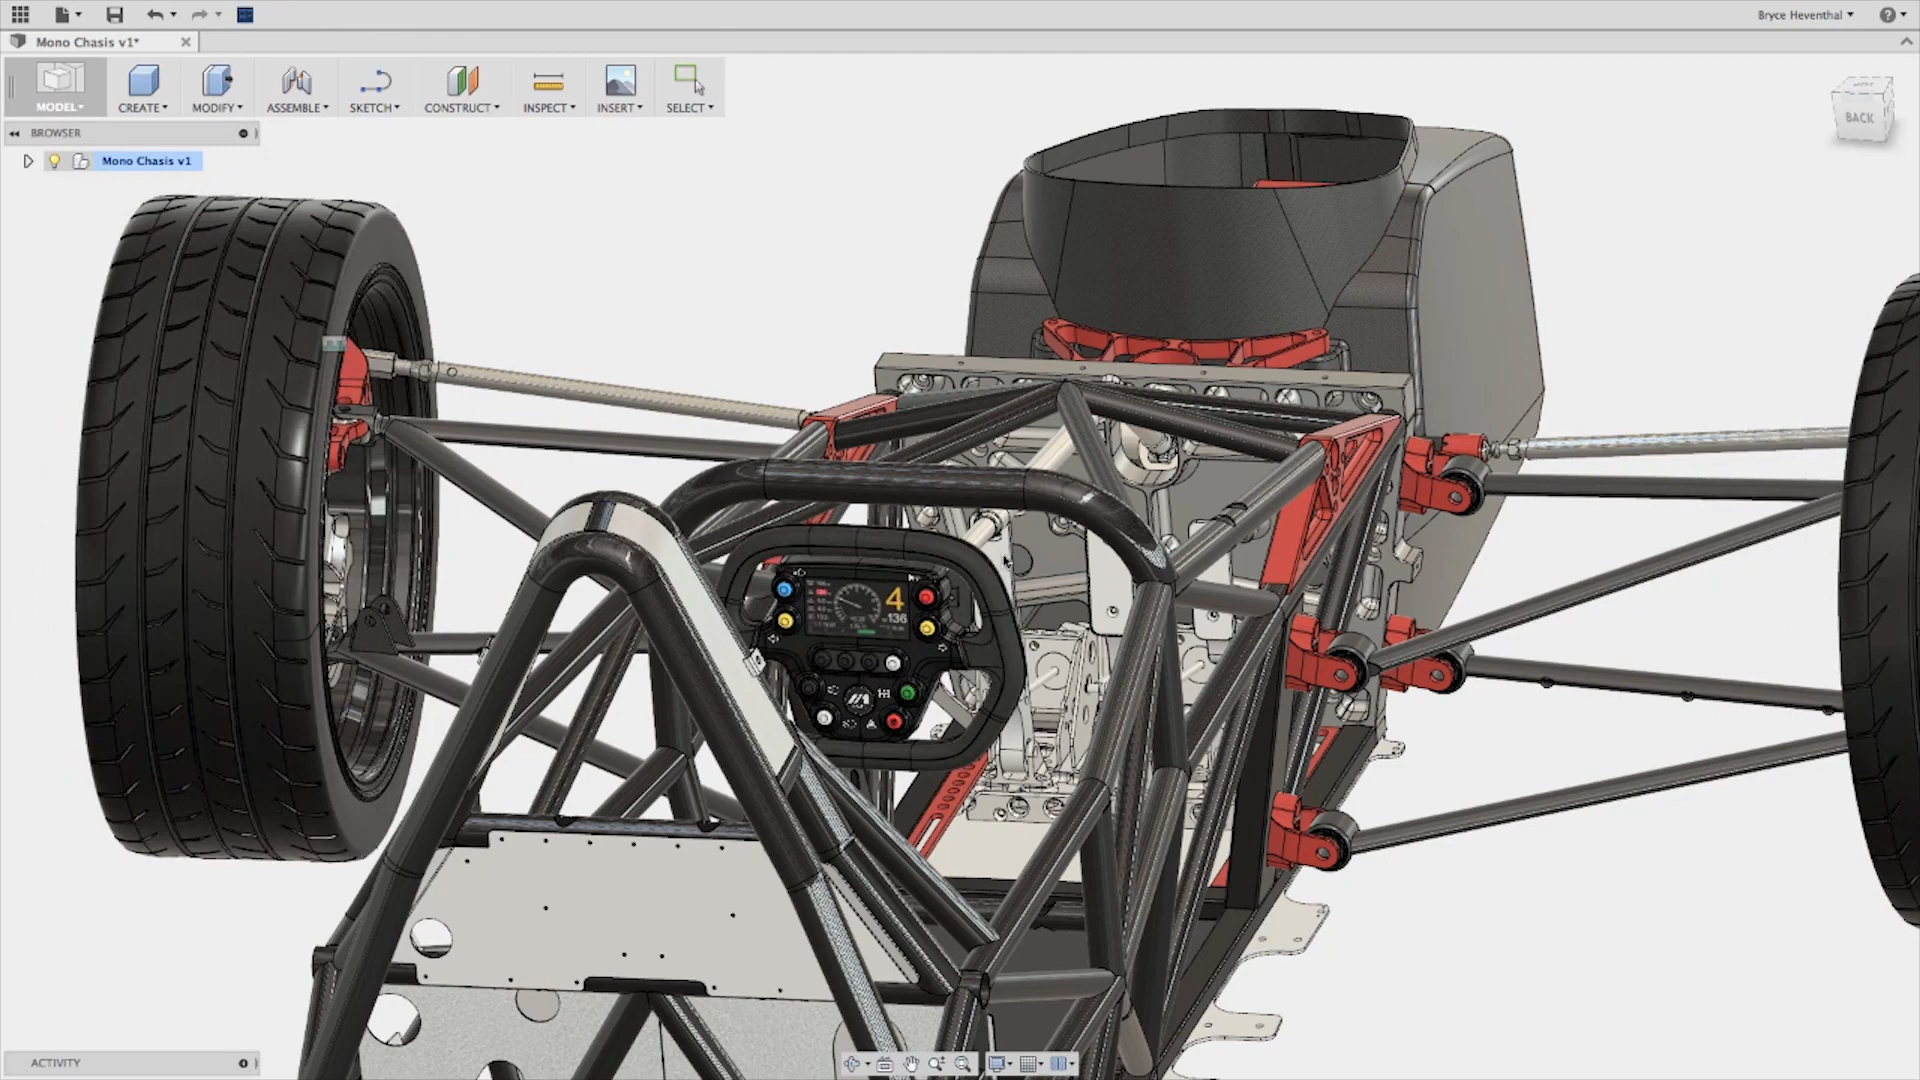 Bryce Heventhal
Mono Chasis v1*
MODEL
CREATE
MODIFY
ASSEMBLE
SKETCH
CONSTRUCT
INSPECT
INSERT
SELECT
BROWSER
Mono Chasis v1
BACK
4
136
ACTIVITY